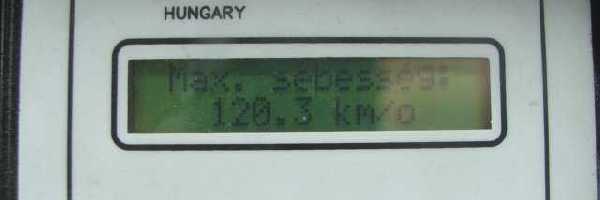 HUNGARY
Max. sebesség:
120.3 km/o